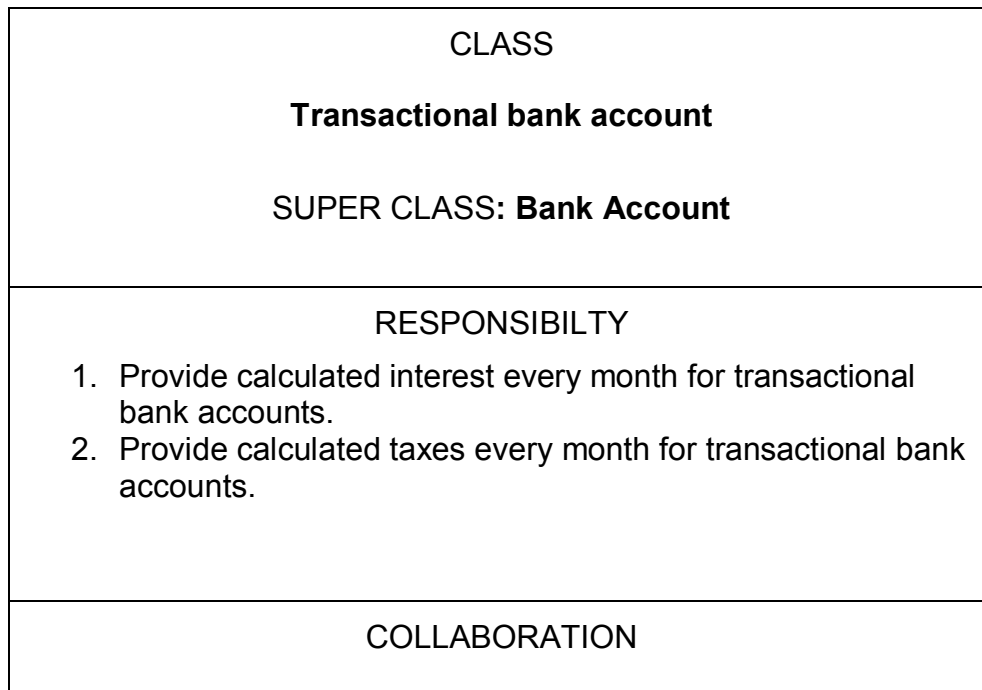 CLASS
Transactional bank account
SUPER CLASS: Bank Account
RESPONSIBILTY
1. Provide calculated interest every month for transactional
bank accounts.
2. Provide calculated taxes every month for transactional bank
accounts.
COLLABORATION